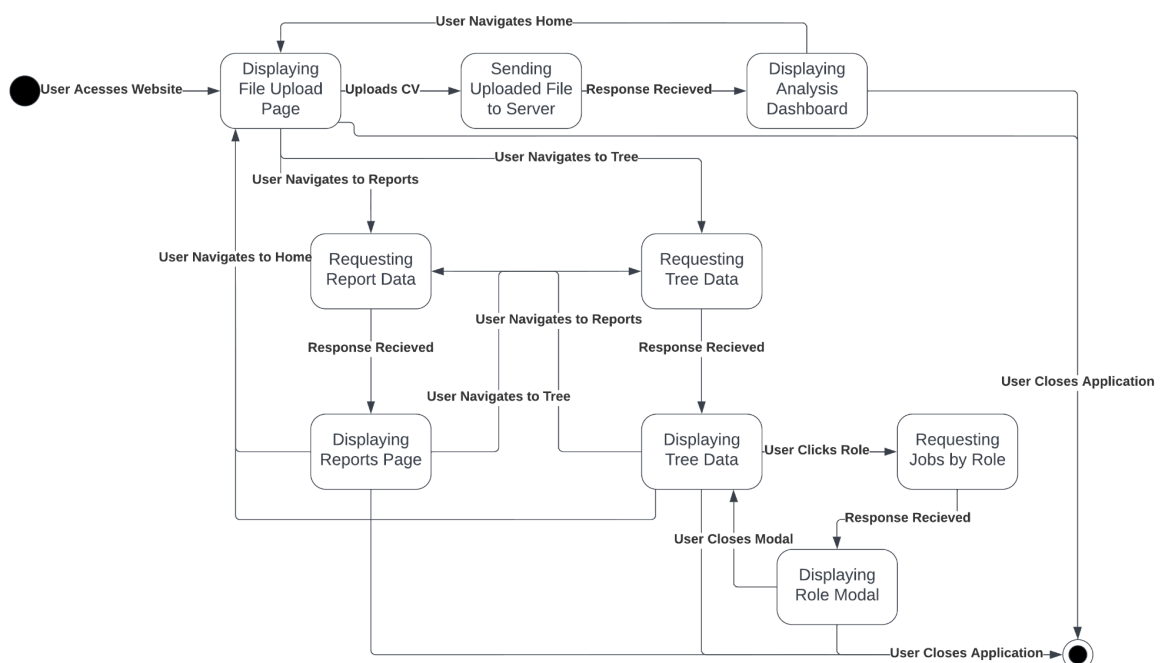 User Navigates Home
Displaying
File Upload
Page
Sending
Uploaded File
to Server
Displaying
Analysis
Dashboard
User Acesses Website
Uploads CV
Response Recieved
User Navigates to Tree
User Navigates to Reports
User Navigates to Home
Requesting
Report Data
Requesting
Tree Data
User Navigates to Reports
Response Recieved
Response Recieved
User Closes Application
User Navigates to Tree
Displaying
Reports Page
Displaying
Tree Data
User Clicks Role
Requesting
Jobs by Role
Response Recieved
User Closes Modal
Displaying
Role Modal
User Closes Application